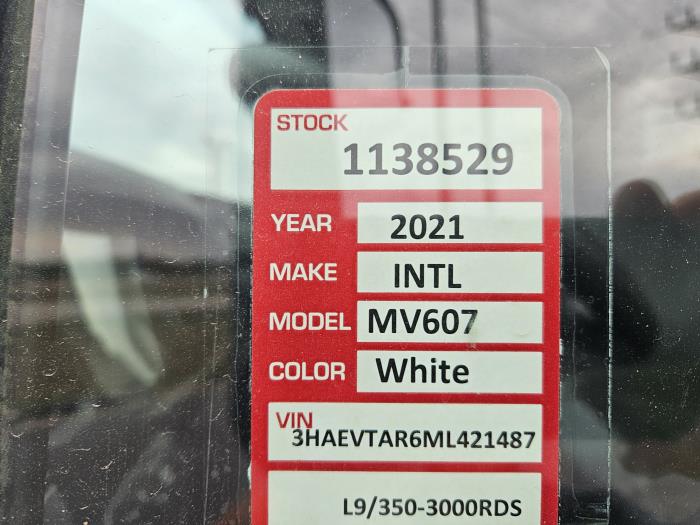 STOCK
1138529
YEAR 2021
MAKE INTL
MODEL MV607
COLOR White
VIN
3HAEVTAR6ML421487
L9/350-3000RDS